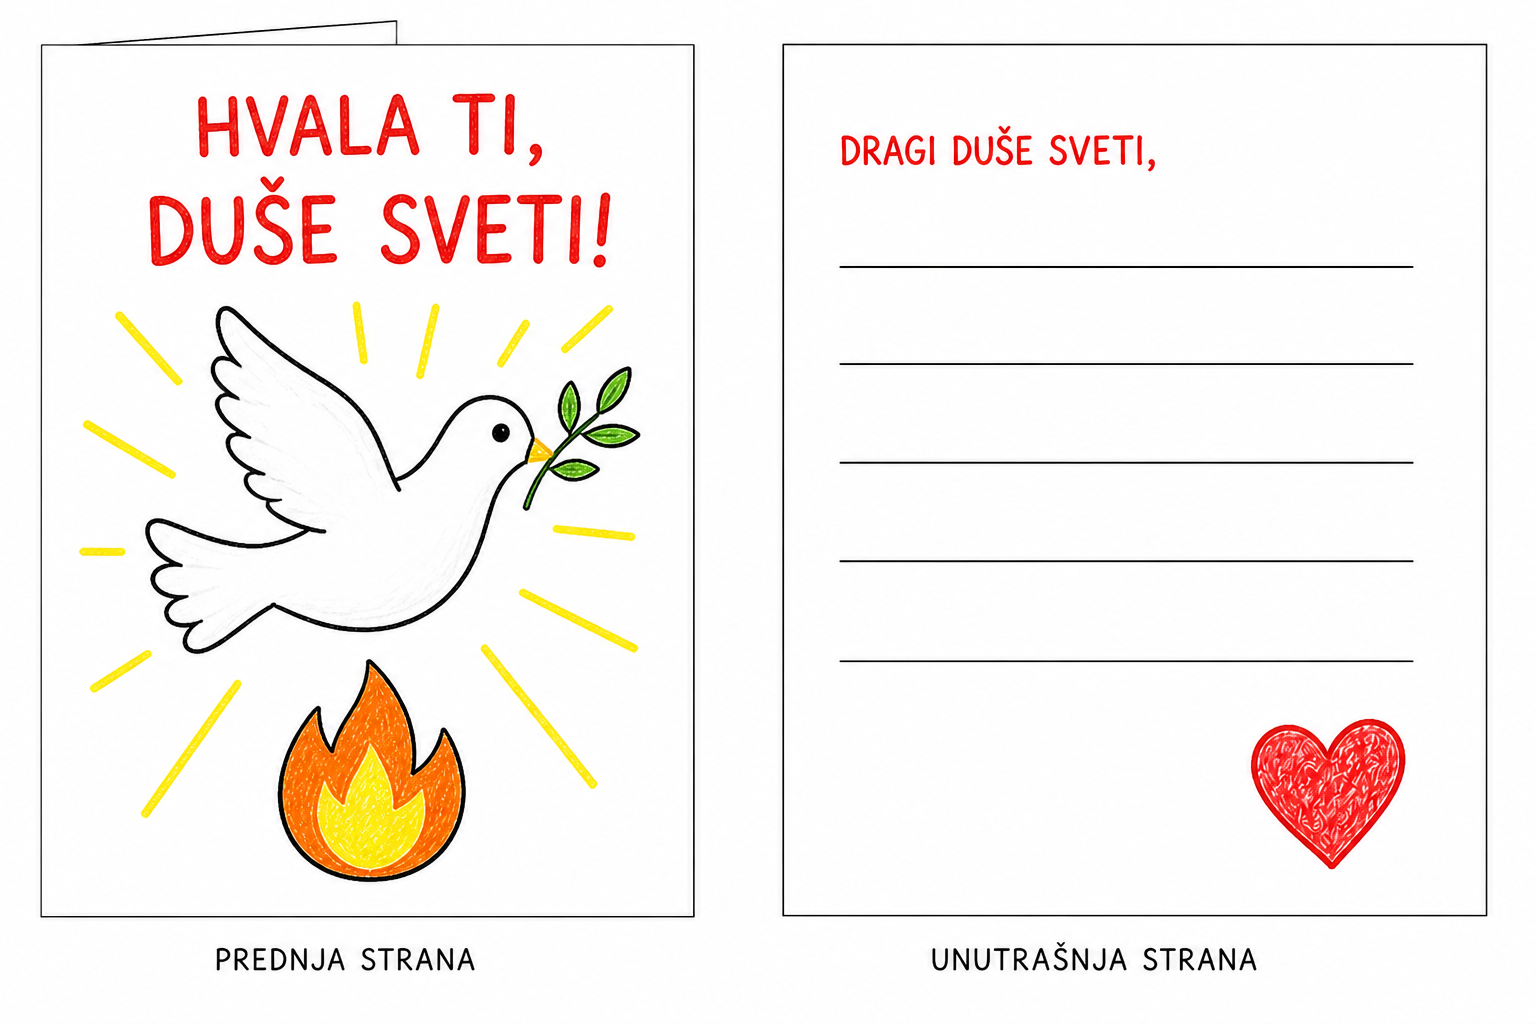 HVALA TI,
DUŠE SVETI!
PREDNJA STRANA
DRAGI DUŠE SVETI,
UNUTRAŠNJA STRANA